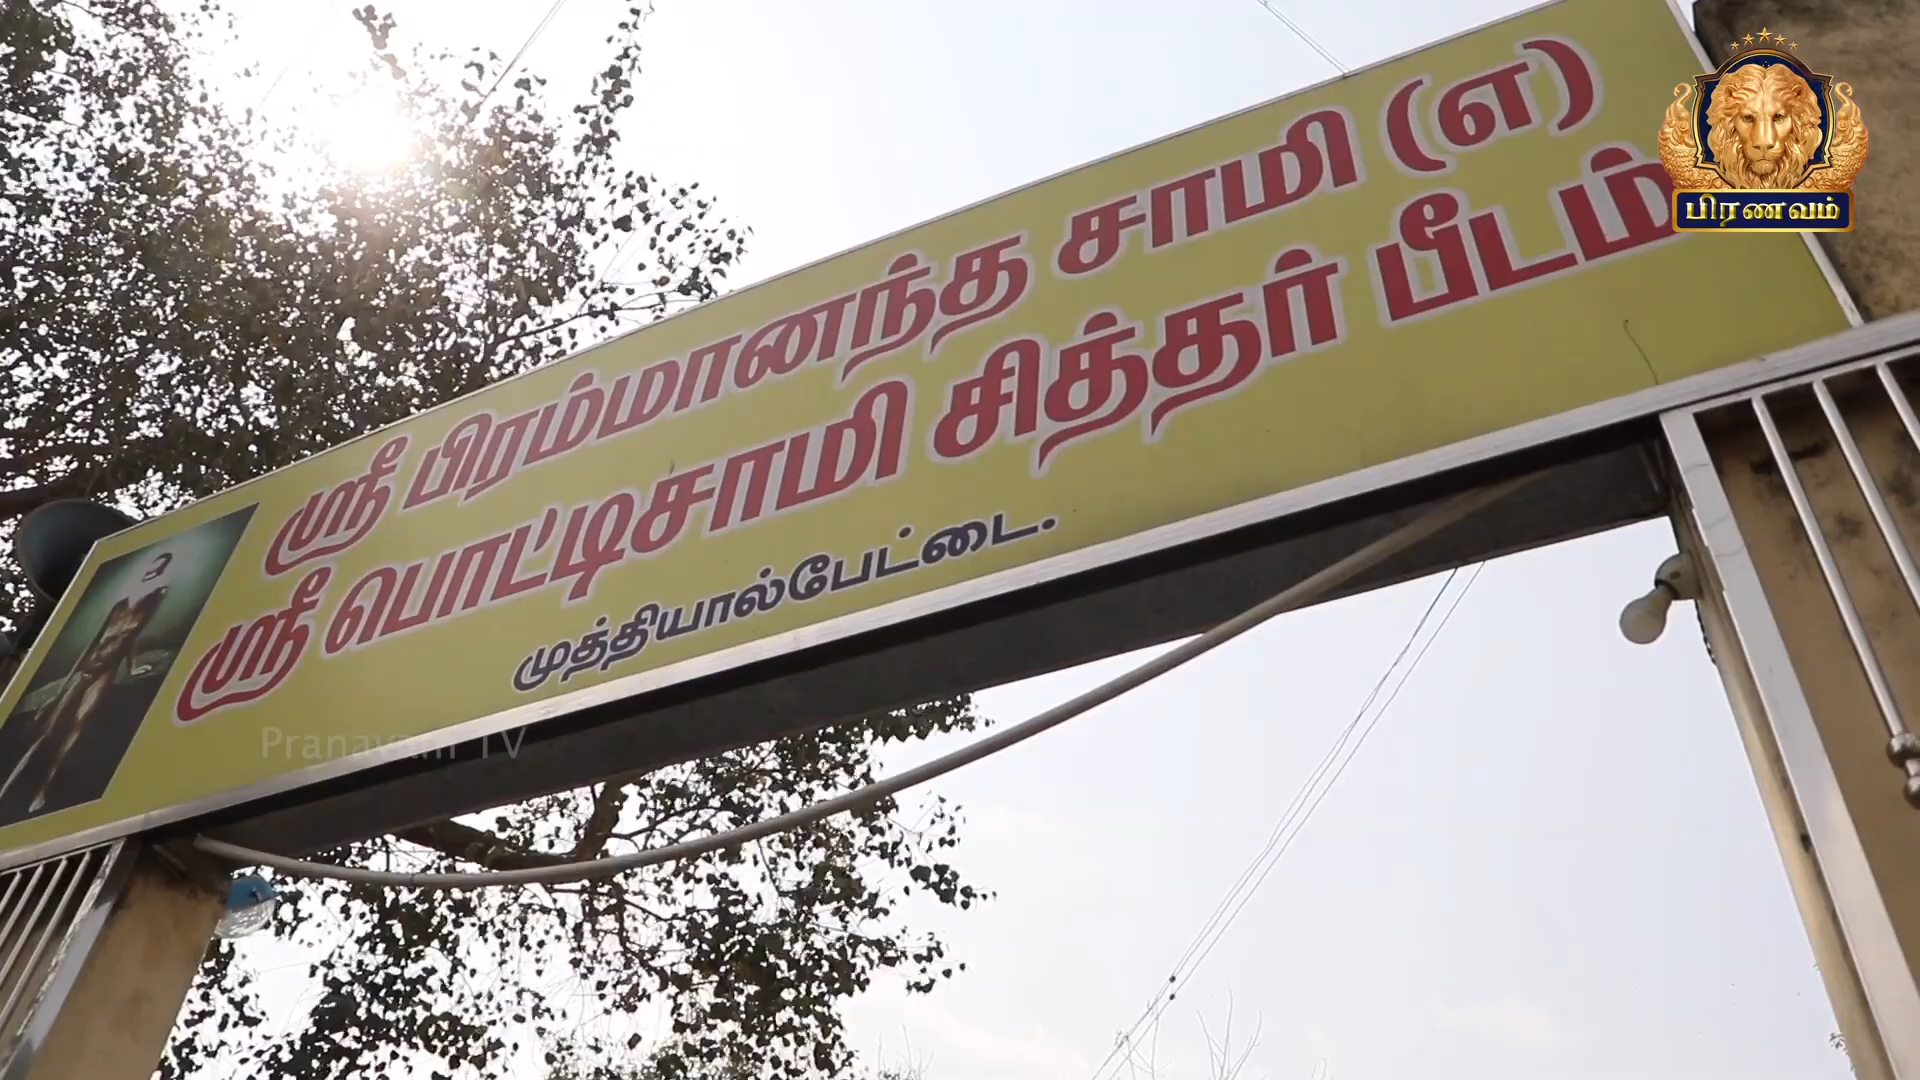 ஸ்ரீ பிரம்மானந்த சாமி (எ)
ஸ்ரீ பொட்டிசாமி சித்தர் பீடம்
முத்தியால்பேட்டை.
பிரணவம்
Pranavam TV